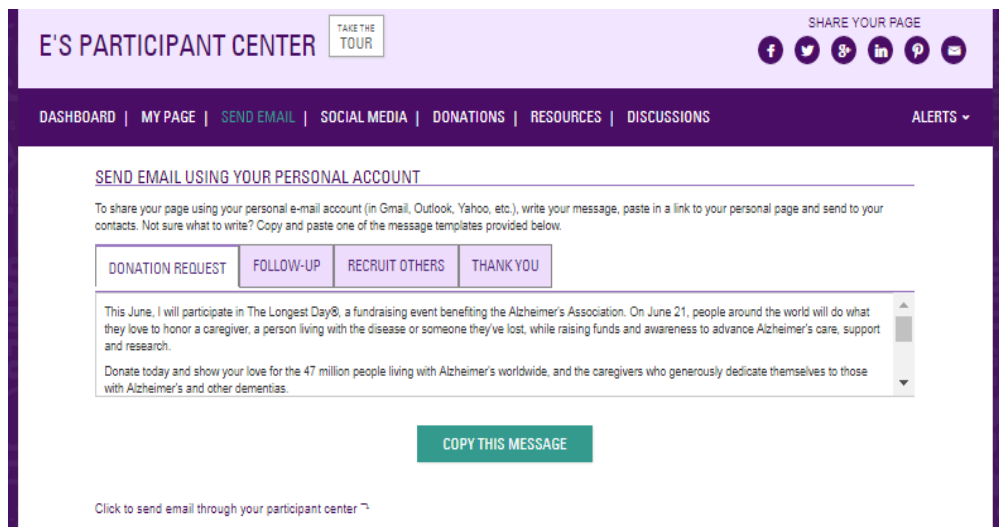 E'S PARTICIPANT CENTER
TAKE THE
TOUR
SHARE YOUR PAGE
DASHBOARD | MY PAGE | SEND EMAIL | SOCIAL MEDIA | DONATIONS | RESOURCES | DISCUSSIONS
ALERTS
SEND EMAIL USING YOUR PERSONAL ACCOUNT
To share your page using your personal e-mail account (in Gmail, Outlook, Yahoo, etc.), write your message, paste in a link to your personal page and send to your
contacts. Not sure what to write? Copy and paste one of the message templates provided below.
DONATION REQUEST
FOLLOW-UP
RECRUIT OTHERS
THANK YOU
This June, I will participate in The Longest Day®, a fundraising event benefiting the Alzheimer's Association. On June 21, people around the world will do what
they love to honor a caregiver, a person living with the disease or someone they've lost, while raising funds and awareness to advance Alzheimer's care, support
and research.
Donate today and show your love for the 47 million people living with Alzheimer's worldwide, and the caregivers who generously dedicate themselves to those
with Alzheimer's and other dementias.
COPY THIS MESSAGE
Click to send email through your participant center